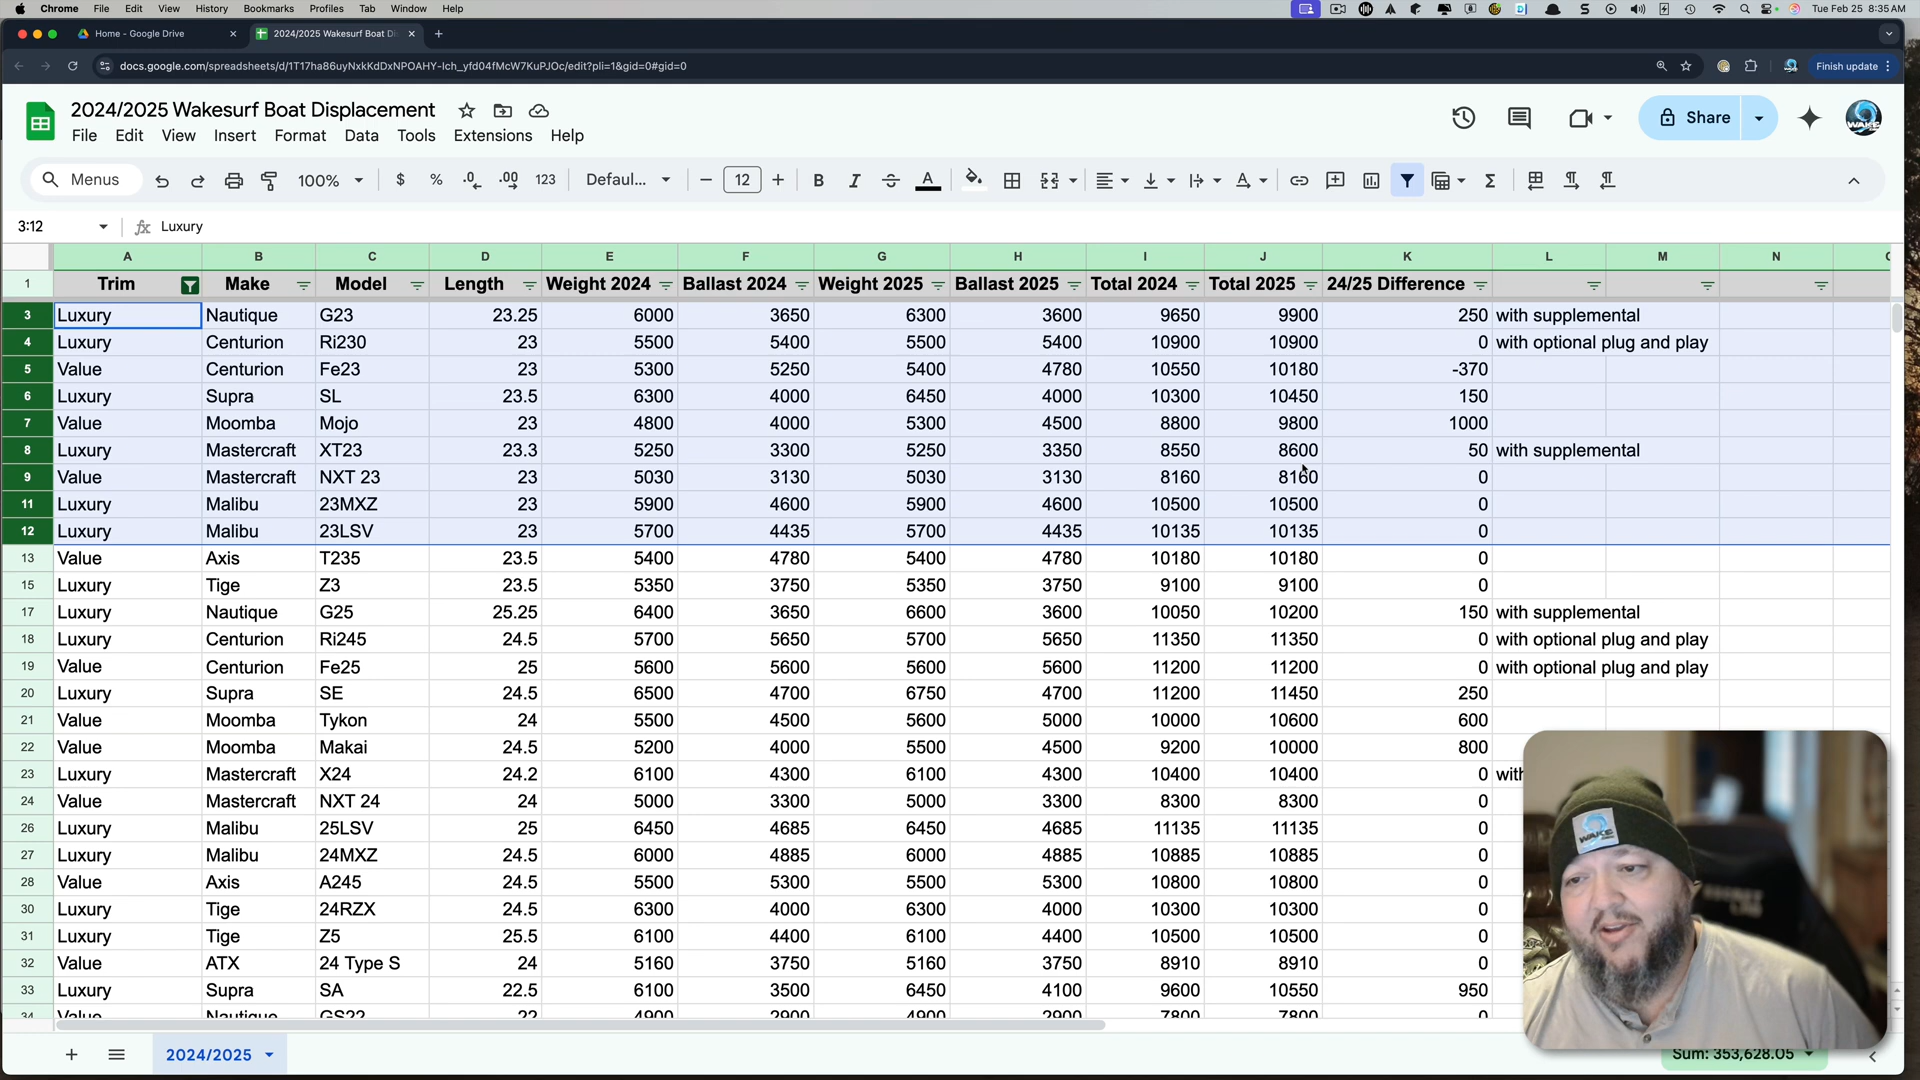 Chrome File Edit View History Bookmarks Profiles Tab Window Help Tue Feb 25 8:35 AM
Home - Google Drive 2024/2025 Wakesurf Boat Di
docs.google.com/spreadsheets/d/1T17ha86uyNxkKdDxNPOAHY-Ich_yfd04fMcW7KuPJOc/edit?pli=1&gid=0#gid=0 Finish update
2024/2025 Wakesurf Boat Displacement
File Edit View Insert Format Data Tools Extensions Help Share
Menus 100% $ % .0 .00 123 Defaul... 12 B I A
3:12 fx Luxury
A B C D E F G H I J K L M N
1 Trim Make Model Length Weight 2024 Ballast 2024 Weight 2025 Ballast 2025 Total 2024 Total 2025 24/25 Difference
3 Luxury Nautique G23 23.25 6000 3650 6300 3600 9650 9900 250 with supplemental
4 Luxury Centurion Ri230 23 5500 5400 5500 5400 10900 10900 0 with optional plug and play
5 Value Centurion Fe23 23 5300 5250 5400 4780 10550 10180 -370
6 Luxury Supra SL 23.5 6300 4000 6450 4000 10300 10450 150
7 Value Moomba Mojo 23 4800 4000 5300 4500 8800 9800 1000
8 Luxury Mastercraft XT23 23.3 5250 3300 5250 3350 8550 8600 50 with supplemental
9 Value Mastercraft NXT 23 23 5030 3130 5030 3130 8160 8160 0
11 Luxury Malibu 23MXZ 23 5900 4600 5900 4600 10500 10500 0
12 Luxury Malibu 23LSV 23 5700 4435 5700 4435 10135 10135 0
13 Value Axis T235 23.5 5400 4780 5400 4780 10180 10180 0
15 Luxury Tige Z3 23.5 5350 3750 5350 3750 9100 9100 0
17 Luxury Nautique G25 25.25 6400 3650 6600 3600 10050 10200 150 with supplemental
18 Luxury Centurion Ri245 24.5 5700 5650 5700 5650 11350 11350 0 with optional plug and play
19 Value Centurion Fe25 25 5600 5600 5600 5600 11200 11200 0 with optional plug and play
20 Luxury Supra SE 24.5 6500 4700 6750 4700 11200 11450 250
21 Value Moomba Tykon 24 5500 4500 5600 5000 10000 10600 600
22 Value Moomba Makai 24.5 5200 4000 5500 4500 9200 10000 800
23 Luxury Mastercraft X24 24.2 6100 4300 6100 4300 10400 10400 0 with
24 Value Mastercraft NXT 24 24 5000 3300 5000 3300 8300 8300 0
26 Luxury Malibu 25LSV 25 6450 4685 6450 4685 11135 11135 0
27 Luxury Malibu 24MXZ 24.5 6000 4885 6000 4885 10885 10885 0
28 Value Axis A245 24.5 5500 5300 5500 5300 10800 10800 0
30 Luxury Tige 24RZX 24.5 6300 4000 6300 4000 10300 10300 0
31 Luxury Tige Z5 25.5 6100 4400 6100 4400 10500 10500 0
32 Value ATX 24 Type S 24 5160 3750 5160 3750 8910 8910 0
33 Luxury Supra SA 22.5 6100 3500 6450 4100 9600 10550 950
34 Value Nautique GS22 22 4900 2900 4900 2900 7800 7800 0
WAKE
2024/2025 Sum: 353,628.05